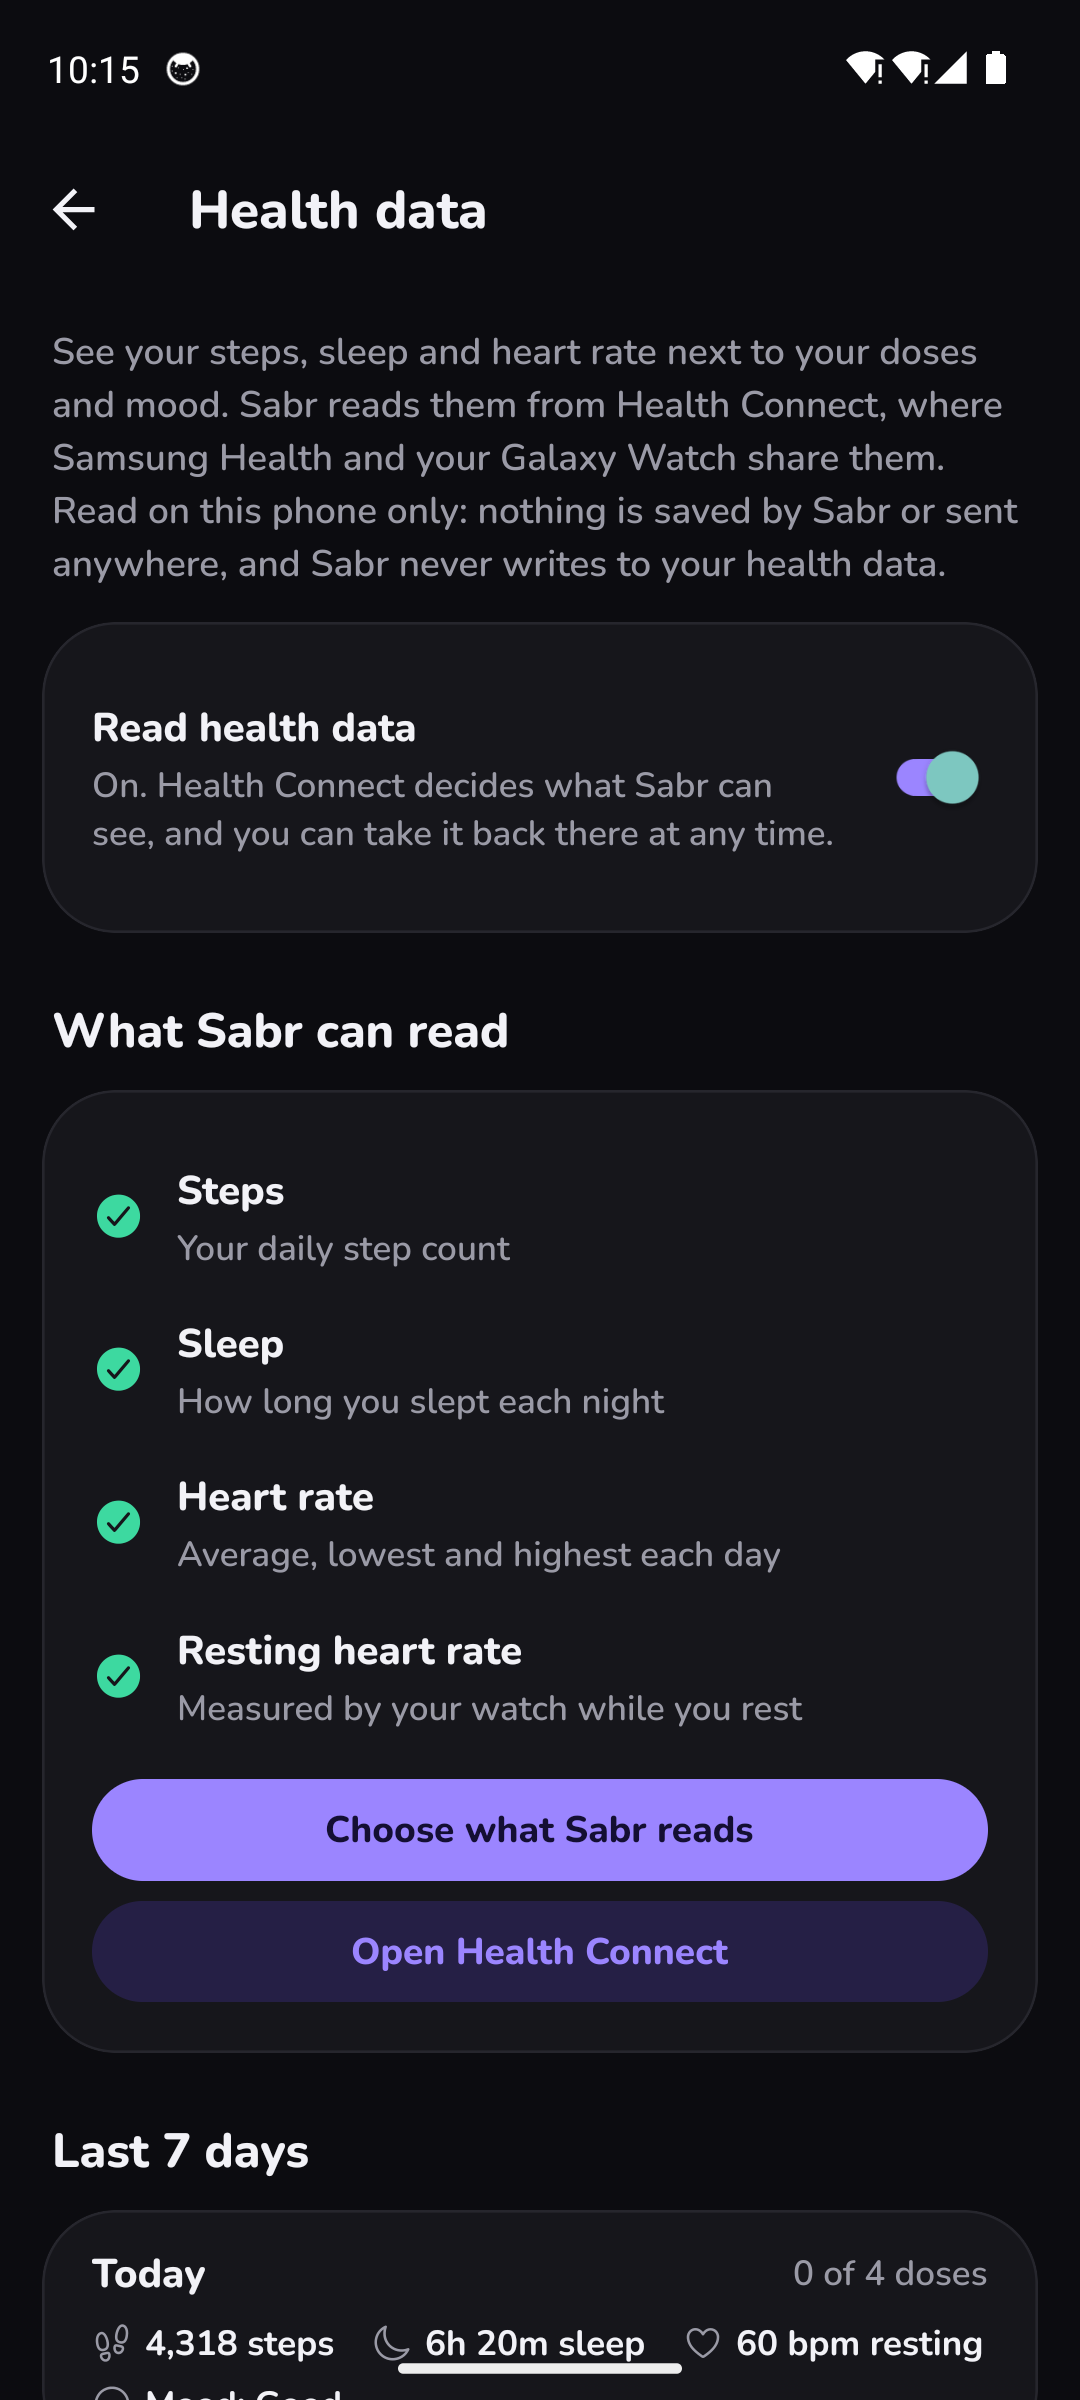 10:15
Health data
See your steps, sleep and heart rate next to your doses
and mood. Sabr reads them from Health Connect, where
Samsung Health and your Galaxy Watch share them.
Read on this phone only: nothing is saved by Sabr or sent
anywhere, and Sabr never writes to your health data.
Read health data
On. Health Connect decides what Sabr can
see, and you can take it back there at any time.
What Sabr can read
Steps
Your daily step count
Sleep
How long you slept each night
Heart rate
Average, lowest and highest each day
Resting heart rate
Measured by your watch while you rest
Choose what Sabr reads
Open Health Connect
Last 7 days
Today 0 of 4 doses
4,318 steps 6h 20m sleep 60 bpm resting
Mood: Good